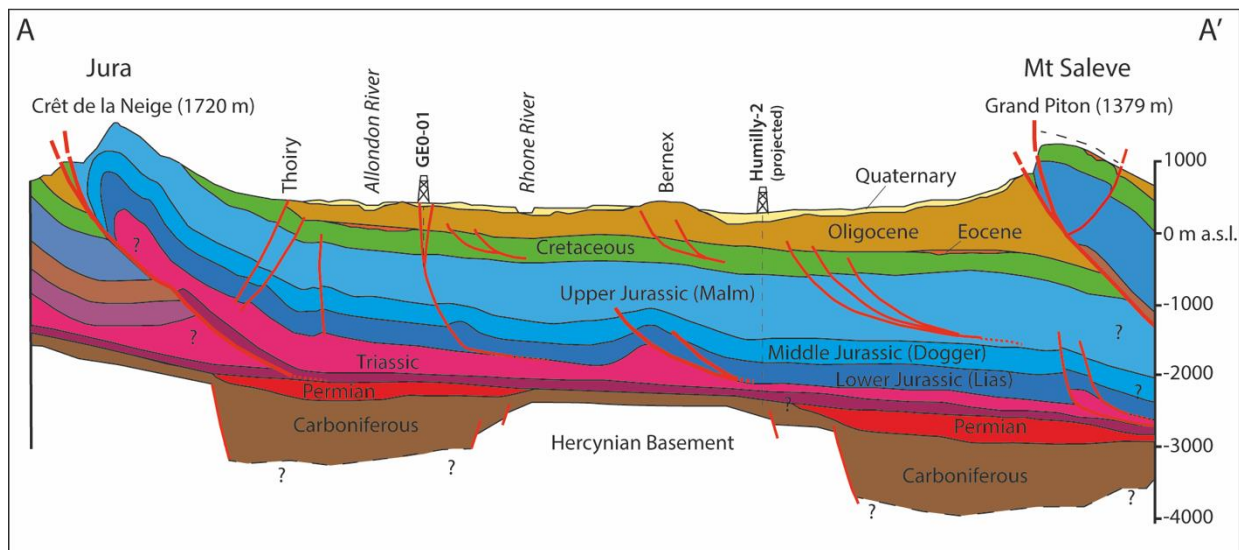 A
A'
Jura
Mt Saleve
Crêt de la Neige (1720 m)
Grand Piton (1379 m)
Thoiry
Allondon River
GE0-01
Rhone River
Bernex
Humilly-2
(projected)
Quaternary
1000
Oligocene
Eocene
0 m a.s.l.
Cretaceous
?
Upper Jurassic (Malm)
-1000
?
?
Triassic
Middle Jurassic (Dogger)
-2000
Lower Jurassic (Lias)
?
Permian
?
Carboniferous
Hercynian Basement
Permian
-3000
?
?
Carboniferous
?
?
-4000